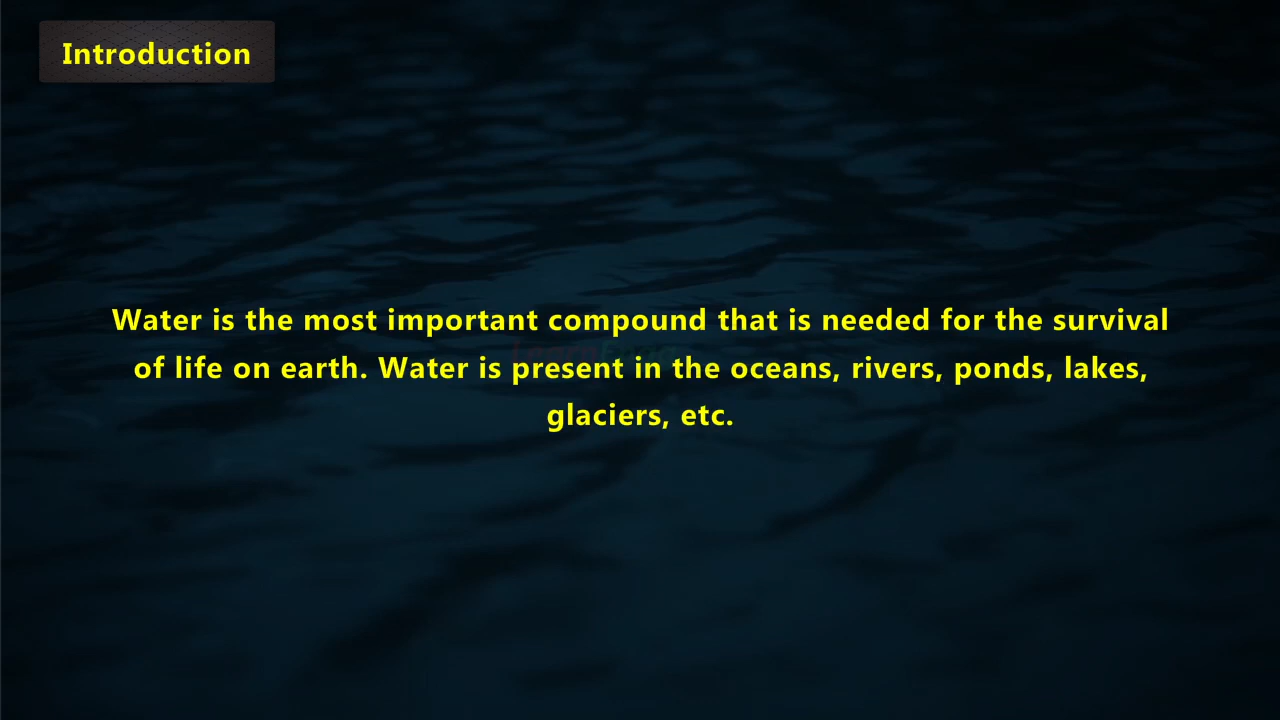 Introduction
Water is the most important compound that is needed for the survival
of life on earth. Water is present in the oceans, rivers, ponds, lakes,
glaciers, etc.